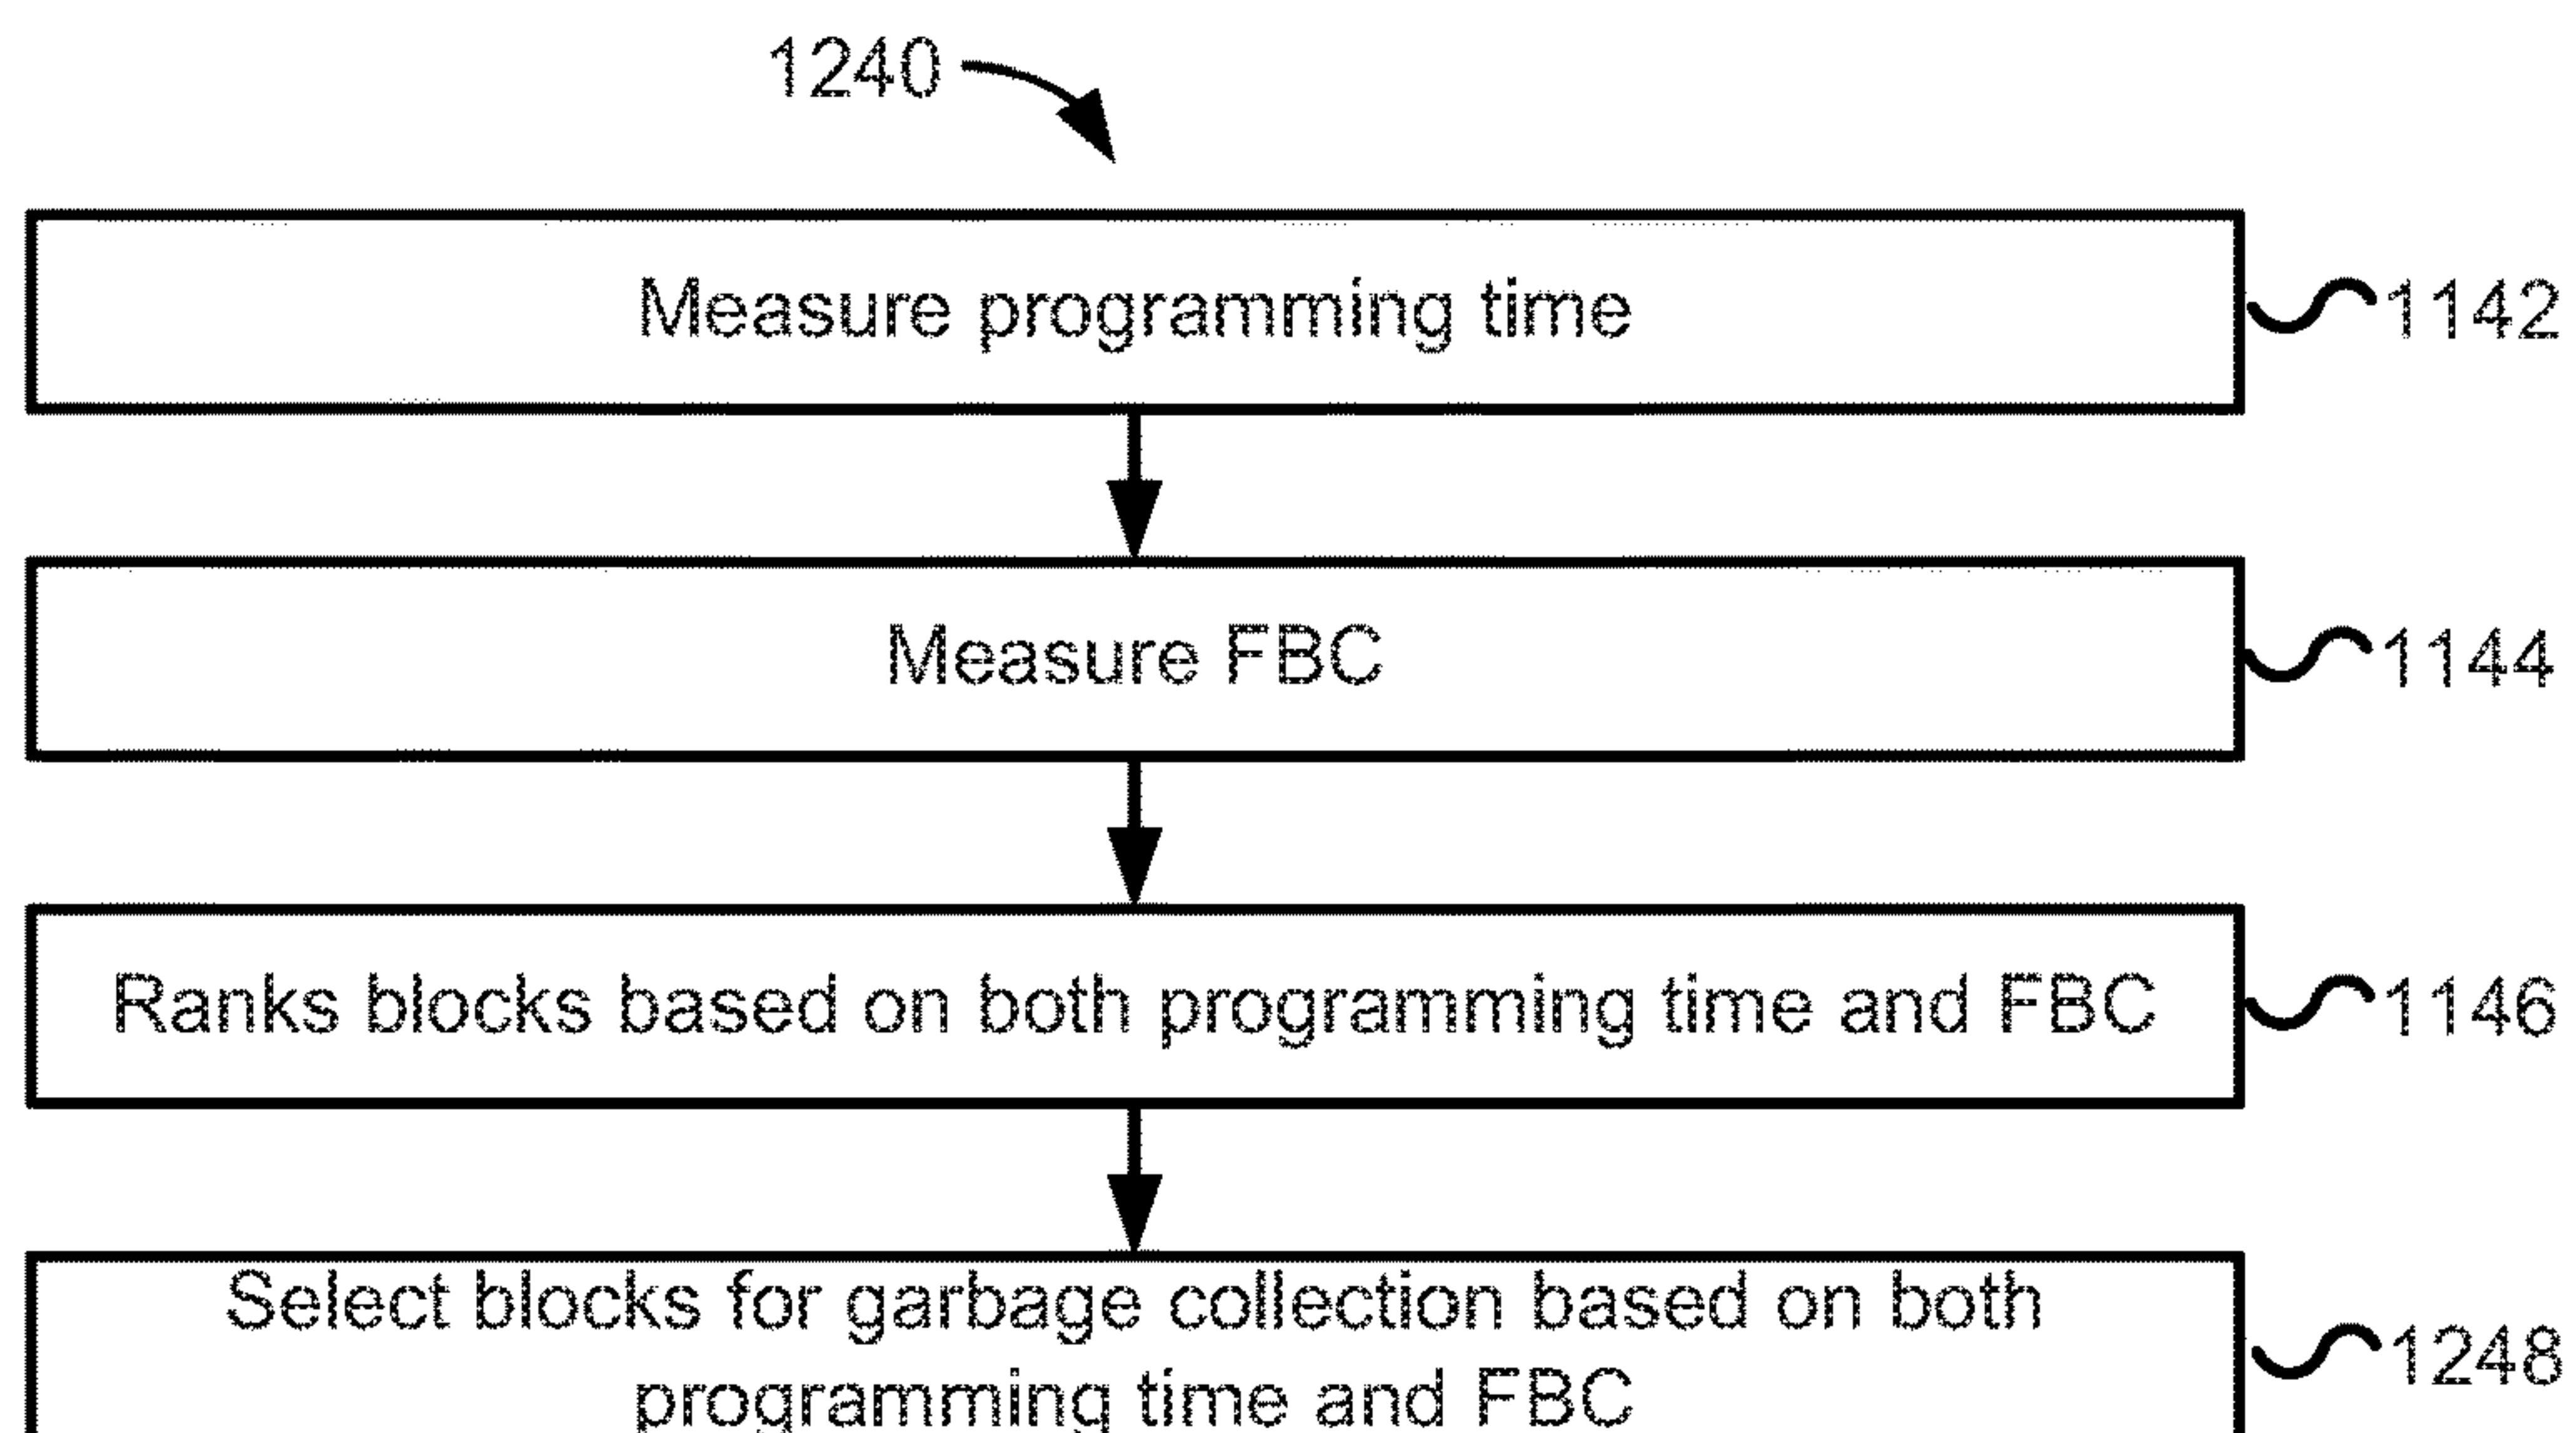 1240
Measure programming time
1142
Measure FBC
1144
Ranks blocks based on both programming time and FBC
1146
Select blocks for garbage collection based on both
programming time and FBC
1248